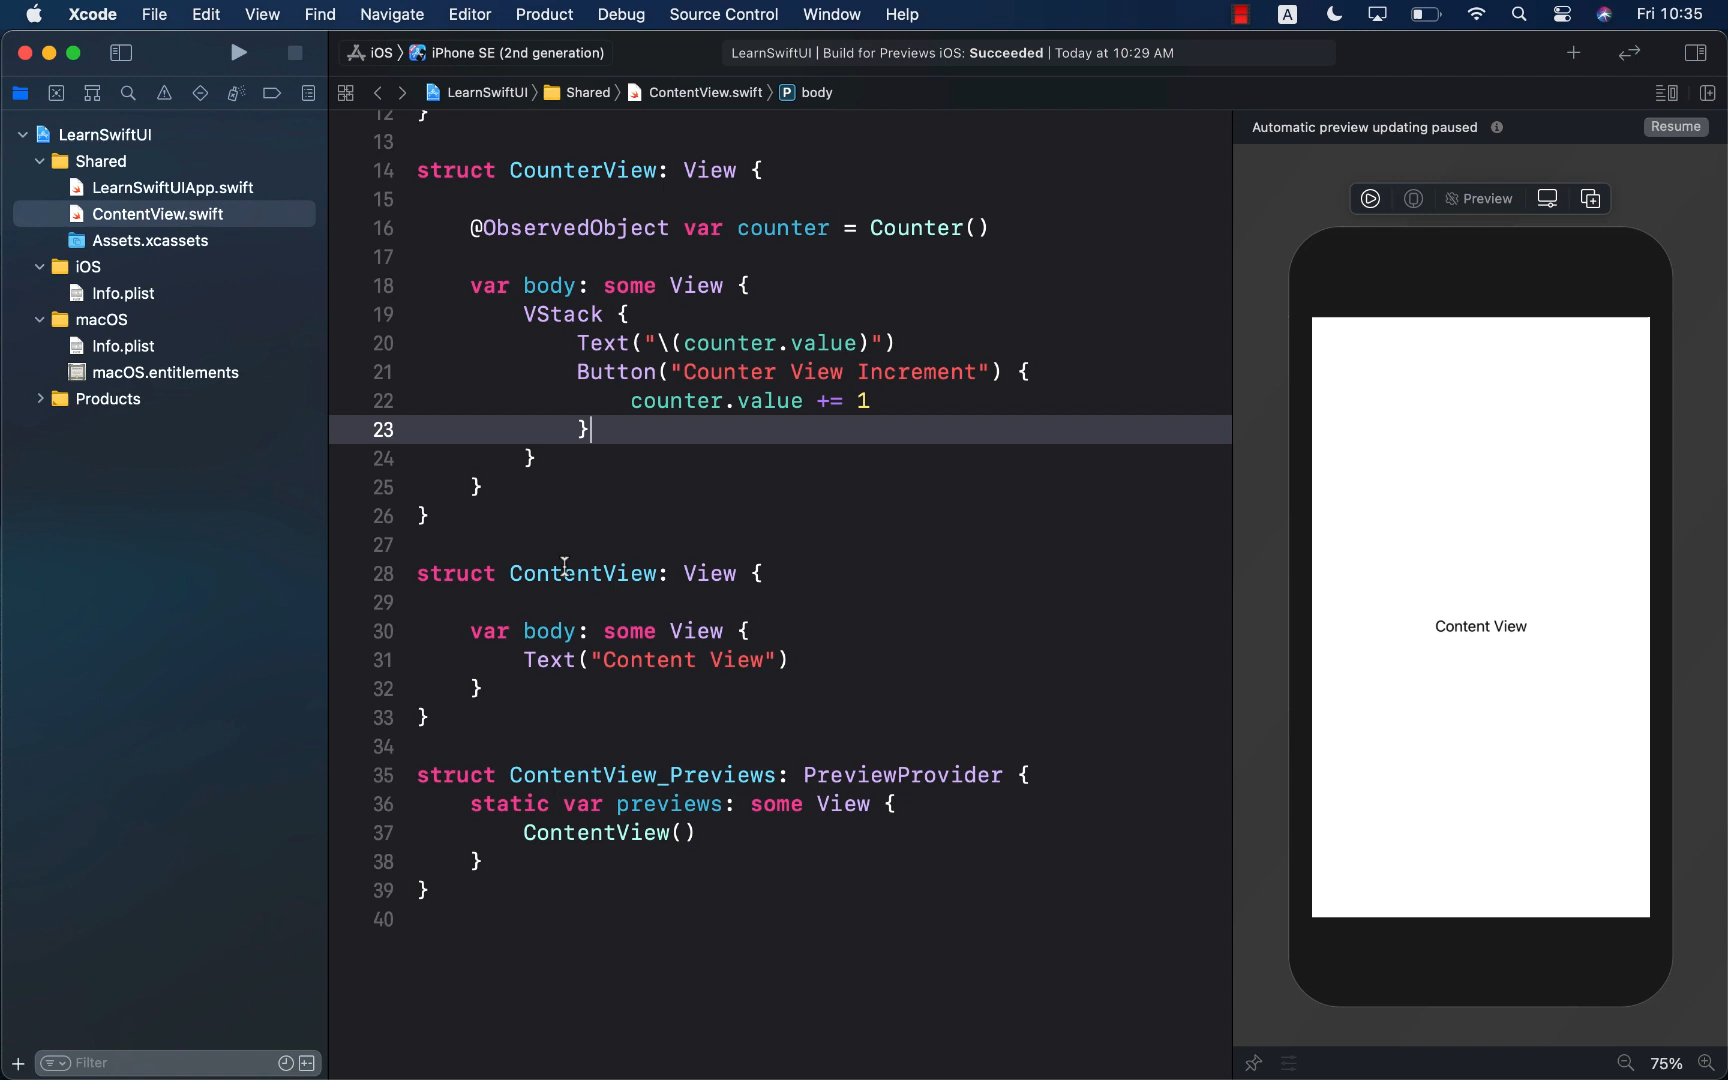 Xcode File Edit View Find Navigate Editor Product Debug Source Control Window Help A Fri 10:35
iOS iPhone SE (2nd generation) LearnSwiftUI | Build for Previews iOS: Succeeded | Today at 10:29 AM
LearnSwiftUI Shared ContentView.swift P body
LearnSwiftUI
Shared
LearnSwiftUIApp.swift
ContentView.swift
Assets.xcassets
iOS
Info.plist
macOS
Info.plist
macOS.entitlements
Products
Filter
12 }
13
14 struct CounterView: View {
15
16 @ObservedObject var counter = Counter()
17
18 var body: some View {
19 VStack {
20 Text("\(counter.value)")
21 Button("Counter View Increment") {
22 counter.value += 1
23 }
24 }
25 }
26 }
27
28 struct ContentView: View {
29
30 var body: some View {
31 Text("Content View")
32 }
33 }
34
35 struct ContentView_Previews: PreviewProvider {
36 static var previews: some View {
37 ContentView()
38 }
39 }
40
Automatic preview updating paused Resume
Preview
Content View
75%